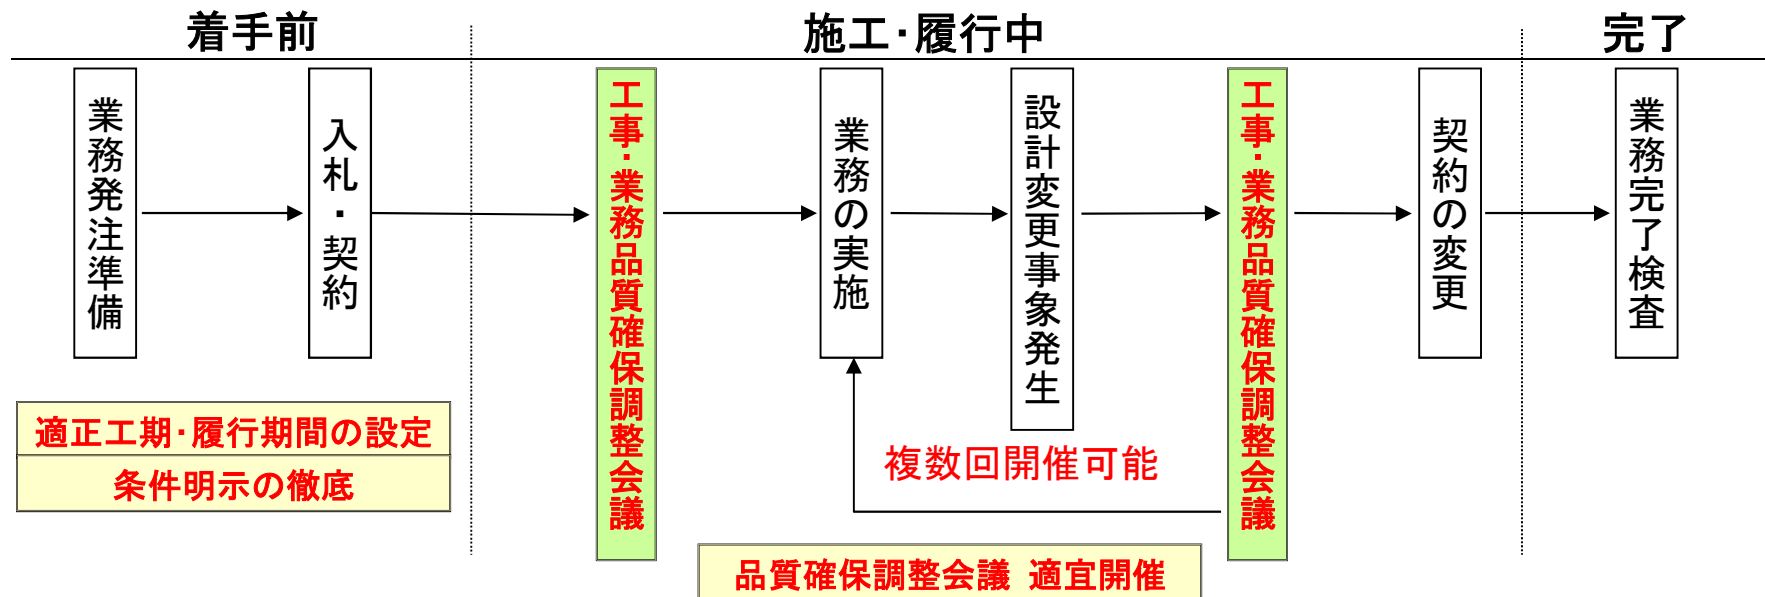 着手前
施工・履行中
完了
業務発注準備
入札・契約
工事・業務品質確保調整会議
業務の実施
設計変更事象発生
工事・業務品質確保調整会議
契約の変更
業務完了検査
適正工期・履行期間の設定
条件明示の徹底
複数回開催可能
品質確保調整会議 適宜開催